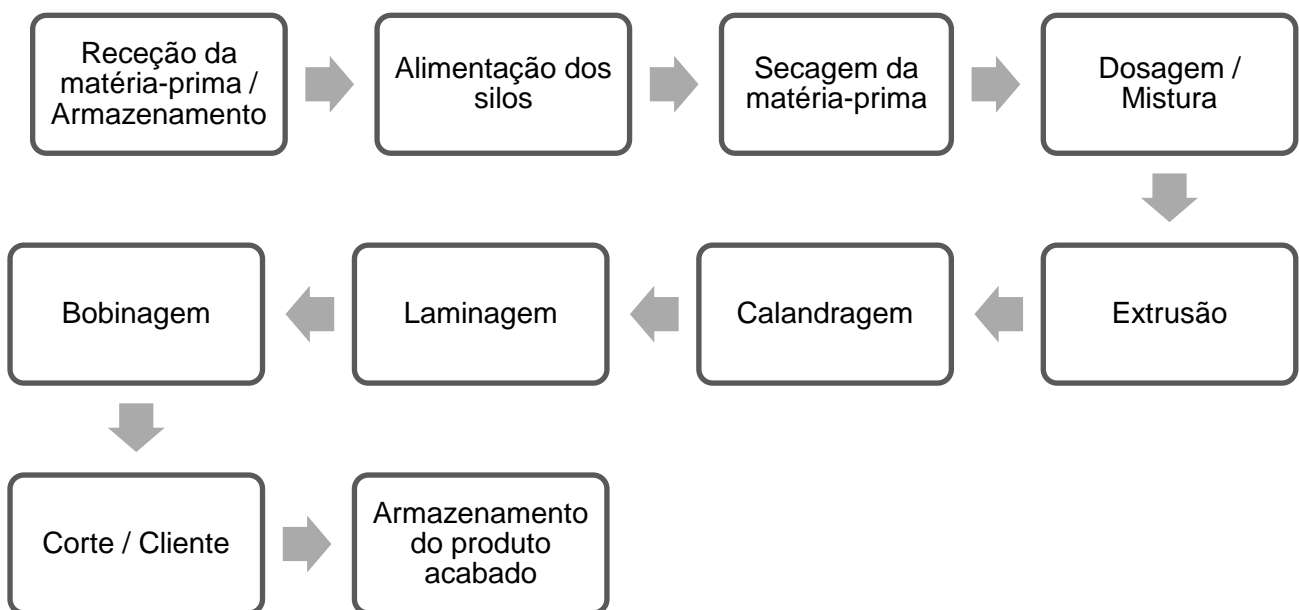 Receção da
matéria-prima /
Armazenamento
Alimentação dos
silos
Secagem da
matéria-prima
Dosagem /
Mistura
Extrusão
Calandragem
Laminagem
Bobinagem
Corte / Cliente
Armazenamento
do produto
acabado